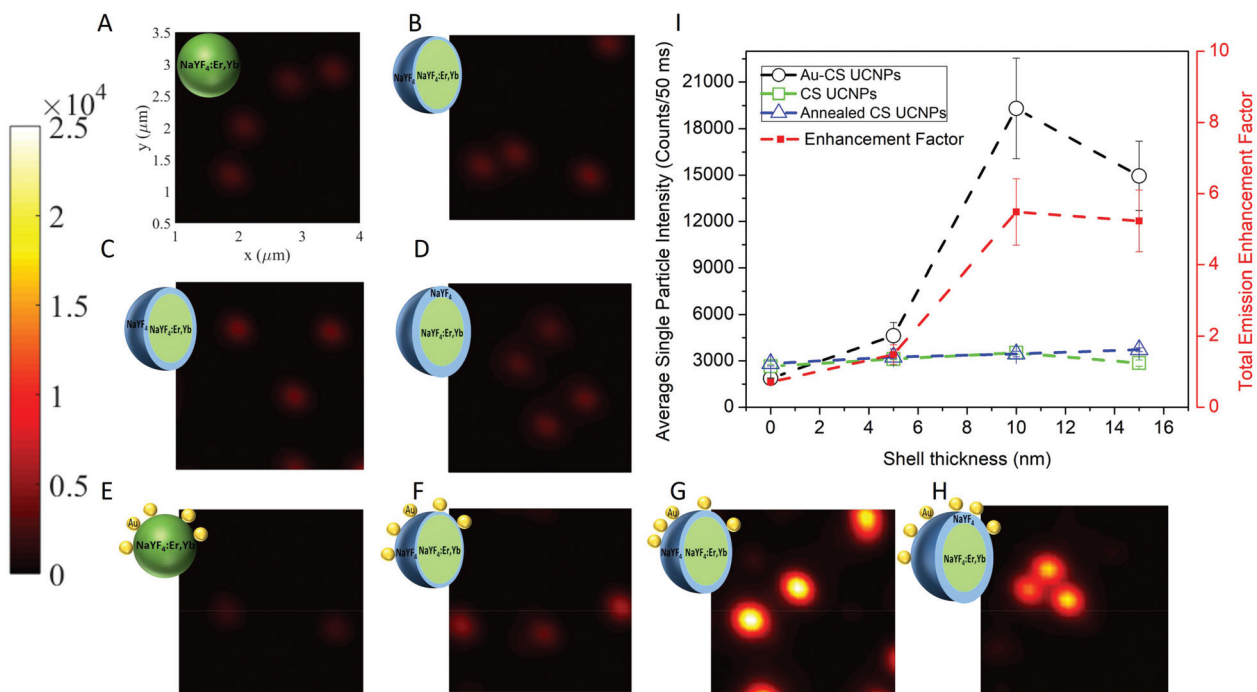 A
B
I
3.5
3
2.5
2
1.5
1
0.5
y (μm)
1
2
3
4
x (μm)
NaYF4:Er,Yb
NaYF4
NaYF4:Er,Yb
×10^4
2.5
2
1.5
1
0.5
0
C
D
NaYF4
NaYF4:Er,Yb
NaYF4
NaYF4:Er,Yb
Average Single Particle Intensity (Counts/50 ms)
21000
18000
15000
12000
9000
6000
3000
0
Au-CS UCNPs
CS UCNPs
Annealed CS UCNPs
Enhancement Factor
10
8
6
4
2
0
Total Emission Enhancement Factor
0
2
4
6
8
10
12
14
16
Shell thickness (nm)
E
F
G
H
Au
NaYF4:Er,Yb
Au
NaYF4
NaYF4:Er,Yb
Au
NaYF4
NaYF4:Er,Yb
Au
NaYF4
NaYF4:Er,Yb